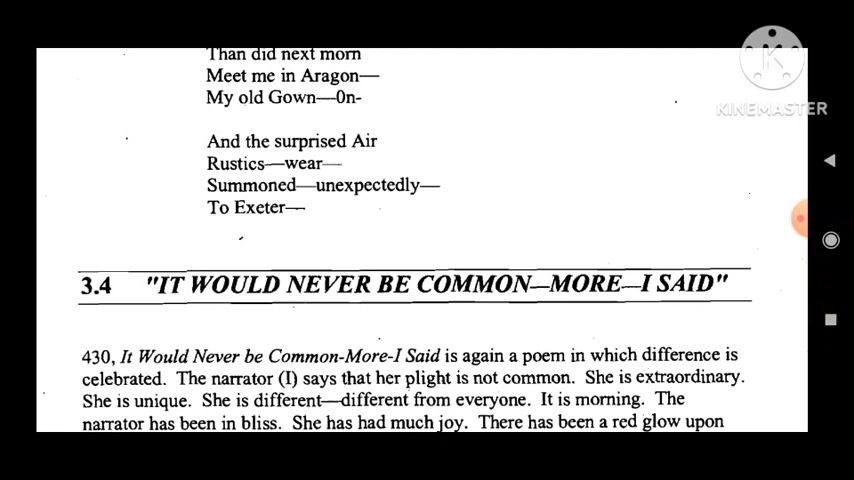 Than did next morn
Meet me in Aragon—
My old Gown—0n-
And the surprised Air
Rustics—wear—
Summoned—unexpectedly—
To Exeter—
3.4 "IT WOULD NEVER BE COMMON—MORE—I SAID"
430, It Would Never be Common-More-I Said is again a poem in which difference is
celebrated. The narrator (I) says that her plight is not common. She is extraordinary.
She is unique. She is different—different from everyone. It is morning. The
narrator has been in bliss. She has had much joy. There has been a red glow upon
KINEMASTER